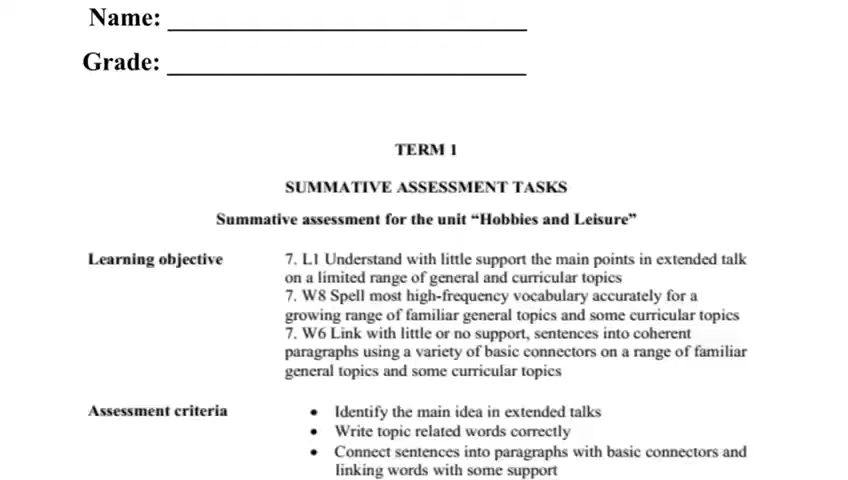 Name: ____________________________
Grade: ____________________________
TERM 1
SUMMATIVE ASSESSMENT TASKS
Summative assessment for the unit “Hobbies and Leisure”
Learning objective 7. L1 Understand with little support the main points in extended talk
on a limited range of general and curricular topics
7. W8 Spell most high-frequency vocabulary accurately for a
growing range of familiar general topics and some curricular topics
7. W6 Link with little or no support, sentences into coherent
paragraphs using a variety of basic connectors on a range of familiar
general topics and some curricular topics
Assessment criteria • Identify the main idea in extended talks
• Write topic related words correctly
• Connect sentences into paragraphs with basic connectors and
linking words with some support